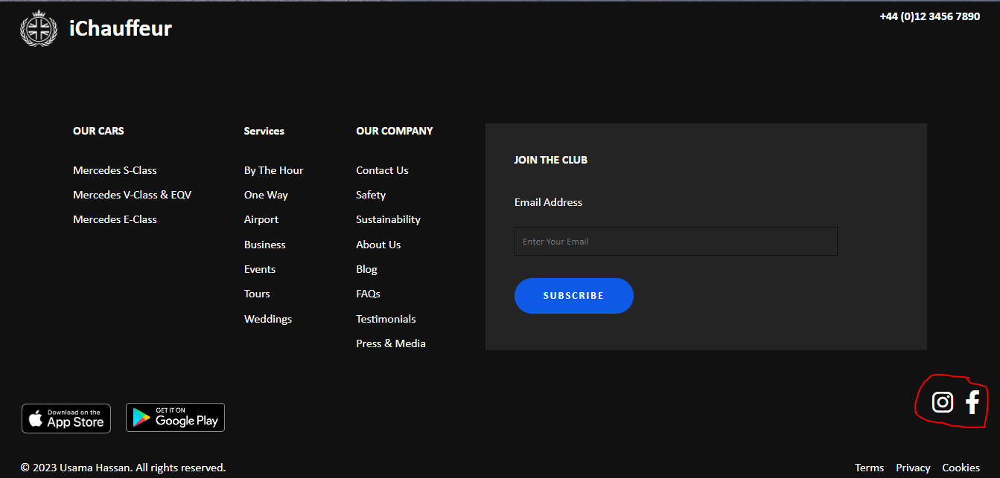 iChauffeur
+44 (0)12 3456 7890
OUR CARS
Mercedes S-Class
Mercedes V-Class & EQV
Mercedes E-Class
Services
By The Hour
One Way
Airport
Business
Events
Tours
Weddings
OUR COMPANY
Contact Us
Safety
Sustainability
About Us
Blog
FAQs
Testimonials
Press & Media
JOIN THE CLUB
Email Address
Enter Your Email
SUBSCRIBE
Download on the
App Store
GET IT ON
Google Play
© 2023 Usama Hassan. All rights reserved.
Terms Privacy Cookies